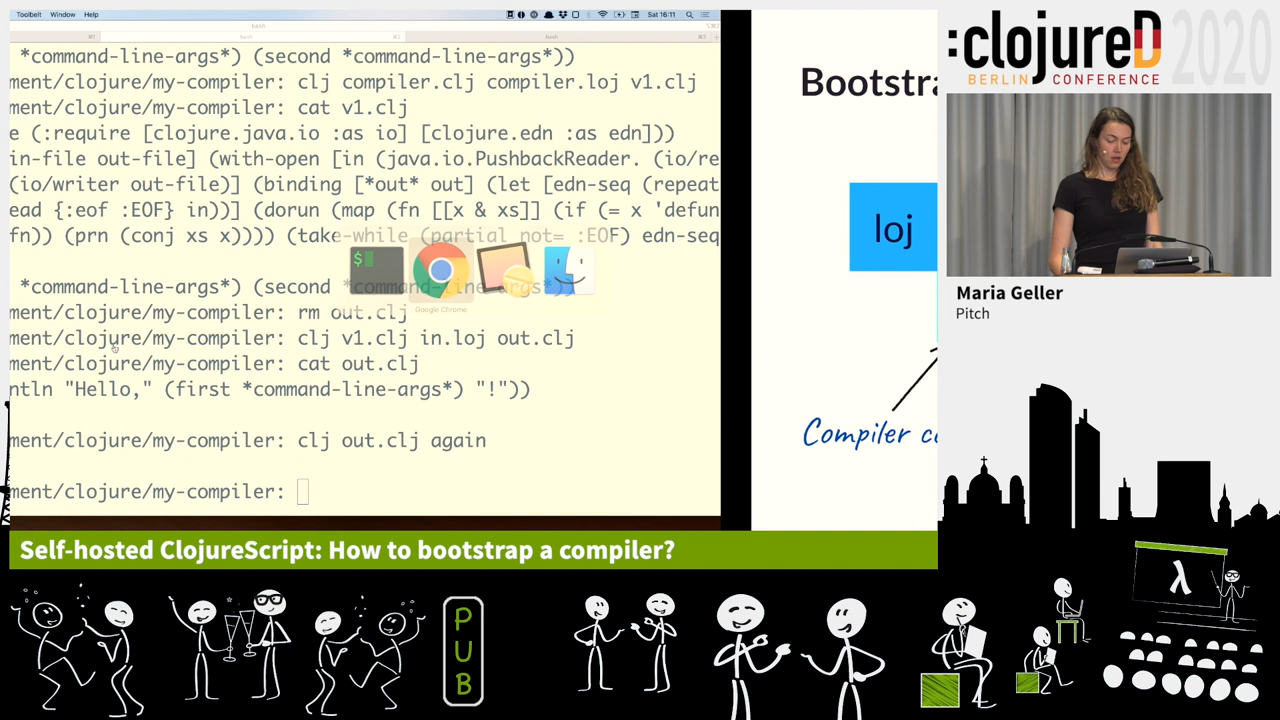 Toolbelt Window Help
Sat 16:11
bash
bash
bash
*command-line-args*) (second *command-line-args*))
ment/clojure/my-compiler: clj compiler.clj compiler.loj v1.clj
ment/clojure/my-compiler: cat v1.clj
e (:require [clojure.java.io :as io] [clojure.edn :as edn]))
in-file out-file] (with-open [in (java.io.PushbackReader. (io/re
(io/writer out-file)] (binding [*out* out] (let [edn-seq (repeat
ead {:eof :EOF} in))] (dorun (map (fn [[x & xs]] (if (= x 'defun
fn)) (prn (conj xs x)))) (take-while (partial not= :EOF) edn-seq
*command-line-args*) (second *command-line-args*))
ment/clojure/my-compiler: rm out.clj
ment/clojure/my-compiler: clj v1.clj in.loj out.clj
ment/clojure/my-compiler: cat out.clj
ntln "Hello," (first *command-line-args*) "!"))
ment/clojure/my-compiler: clj out.clj again
ment/clojure/my-compiler:
$
Google Chrome
Bootstra
loj
Compiler co
:clojureD 2020
BERLIN CONFERENCE
Maria Geller
Pitch
Self-hosted ClojureScript: How to bootstrap a compiler?
PUB
λ